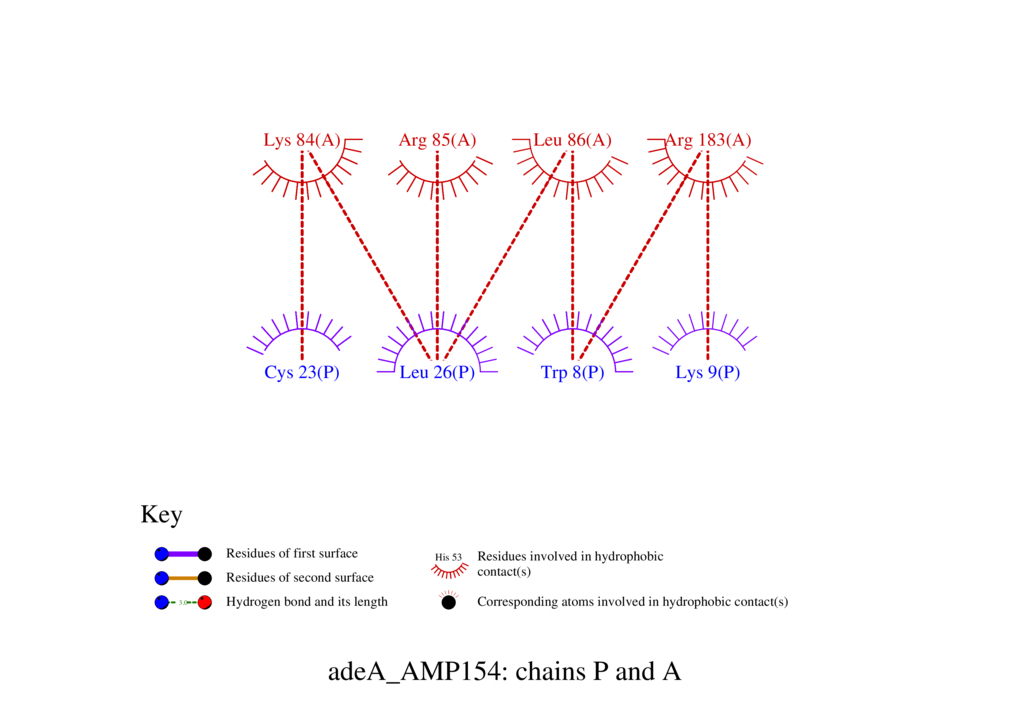 Lys 84(A) Arg 85(A) Leu 86(A) Arg 183(A)
Cys 23(P) Leu 26(P) Trp 8(P) Lys 9(P)
Key
Residues of first surface
Residues of second surface
3.0
Hydrogen bond and its length
His 53
Residues involved in hydrophobic
contact(s)
Corresponding atoms involved in hydrophobic contact(s)
adeA_AMP154: chains P and A